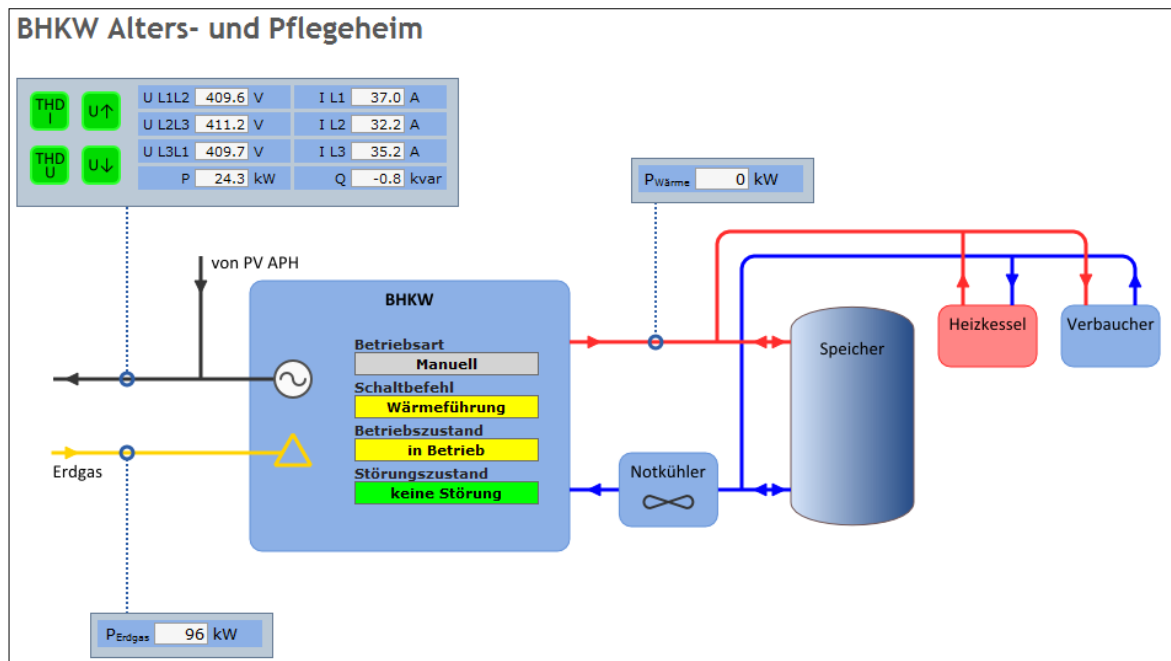 BHKW Alters- und Pflegeheim
THD I
U↑
THD U
U↓
U L1L2 409.6 V
I L1 37.0 A
U L2L3 411.2 V
I L2 32.2 A
U L3L1 409.7 V
I L3 35.2 A
P 24.3 kW
Q -0.8 kvar
PWärme 0 kW
von PV APH
BHKW
Betriebsart
Manuell
Schaltbefehl
Wärmeführung
Betriebszustand
in Betrieb
Störungszustand
keine Störung
Erdgas
Speicher
Heizkessel
Verbaucher
Notkühler
PErdgas 96 kW